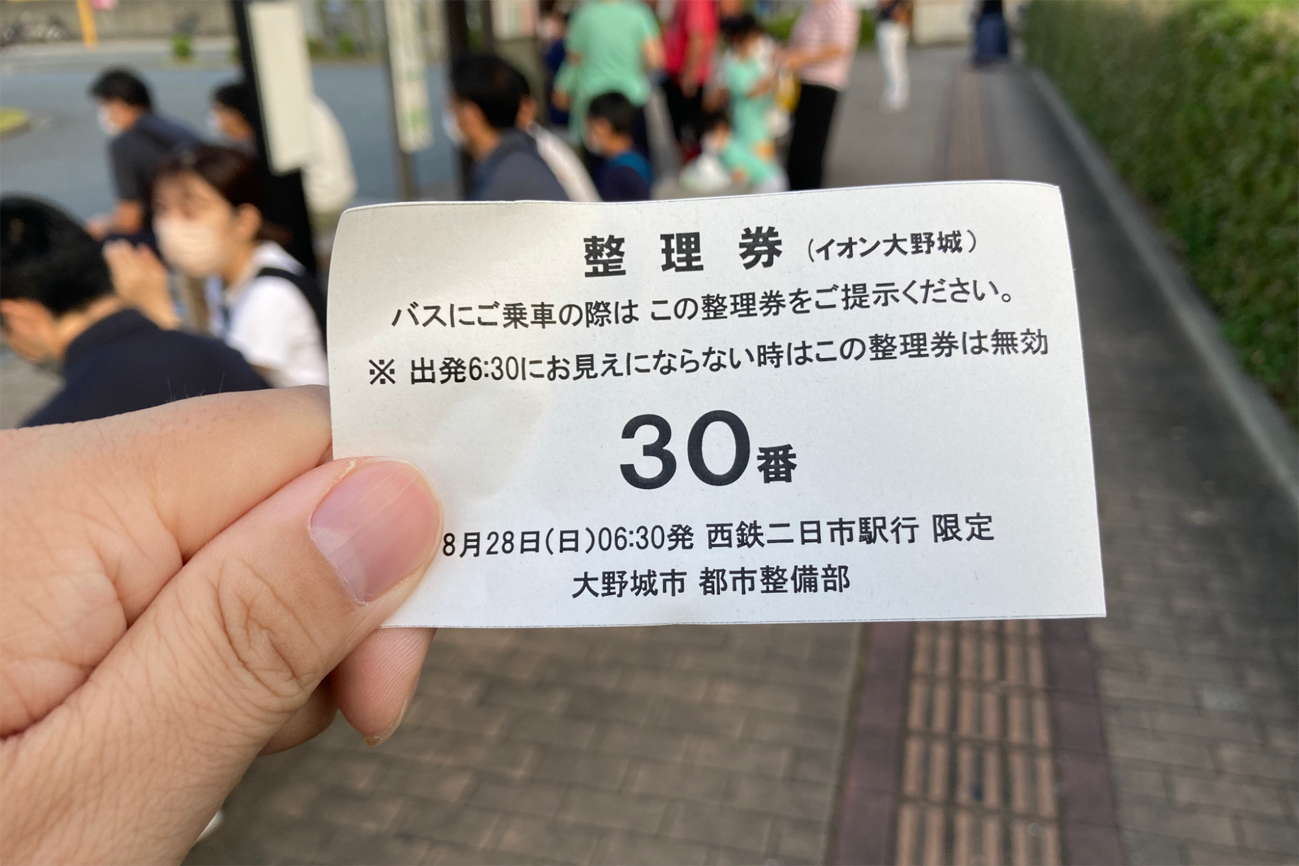 整理券 (イオン大野城)
バスにご乗車の際は この整理券をご提示ください。
※ 出発6:30にお見えにならない時はこの整理券は無効
30番
8月28日(日)06:30発 西鉄二日市駅行 限定
大野城市 都市整備部